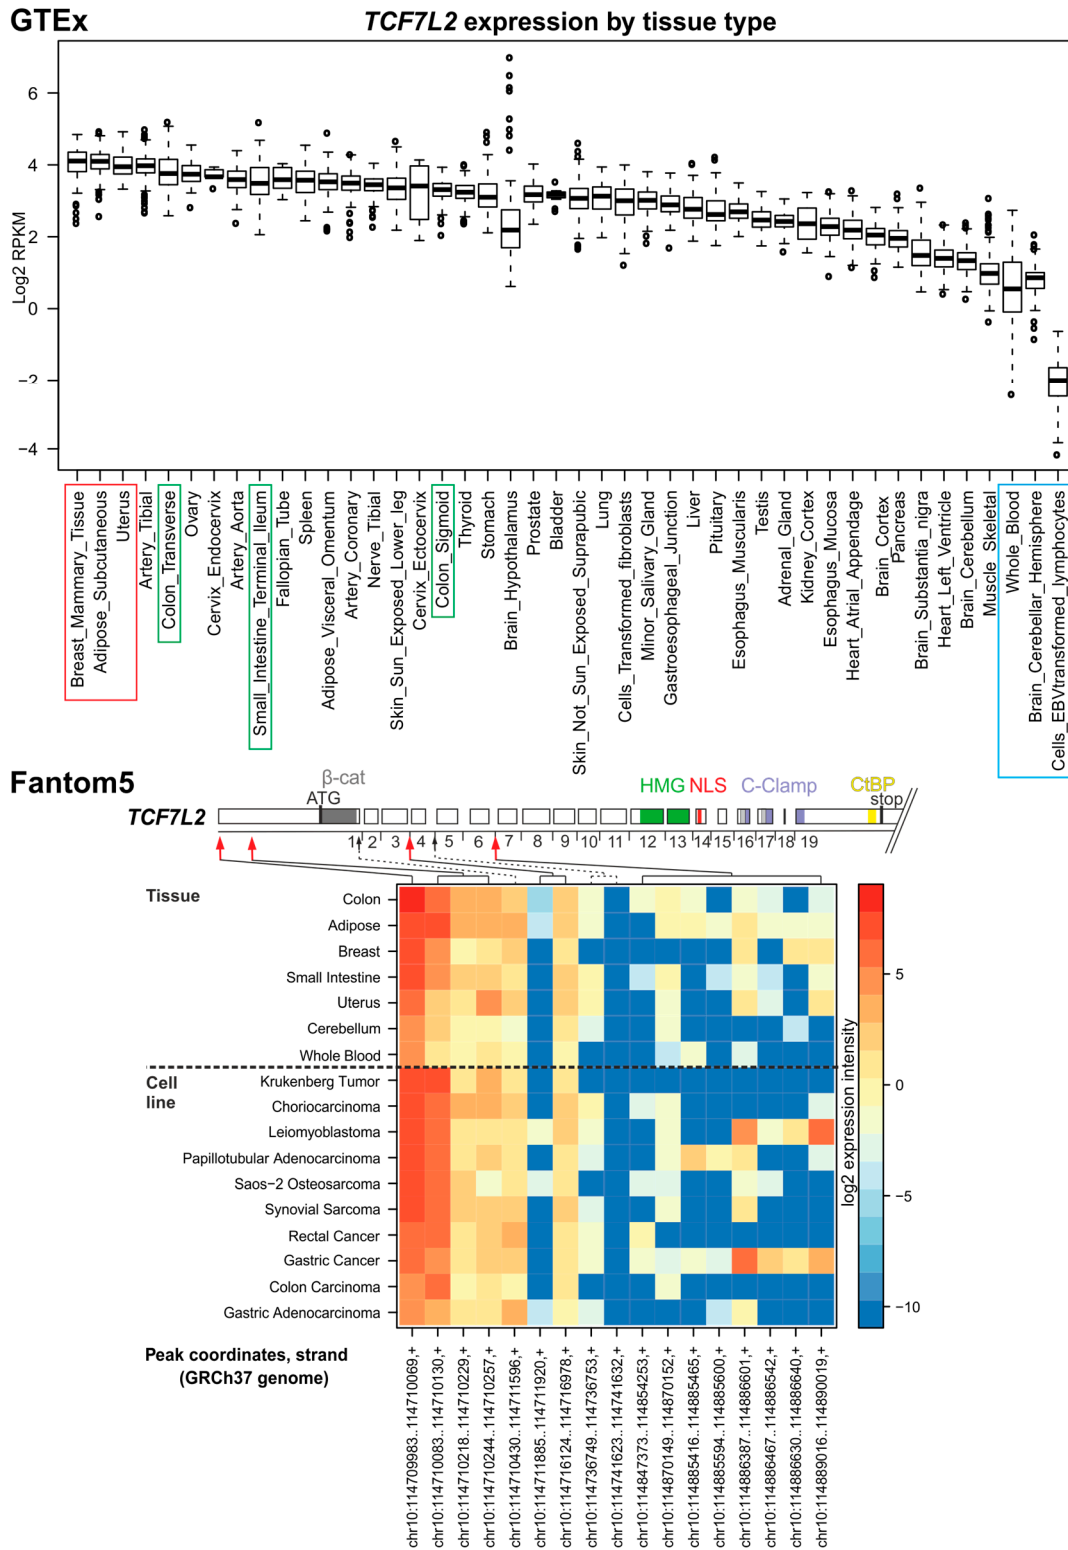 GTEx
TCF7L2 expression by tissue type
Log2 RPKM
6
4
2
0
−2
−4
Breast_Mammary_Tissue
Adipose_Subcutaneous
Uterus
Artery_Tibial
Colon_Transverse
Ovary
Cervix_Endocervix
Artery_Aorta
Small_Intestine_Terminal_Ileum
Fallopian_Tube
Spleen
Adipose_Visceral_Omentum
Artery_Coronary
Nerve_Tibial
Skin_Sun_Exposed_Lower_leg
Cervix_Ectocervix
Colon_Sigmoid
Thyroid
Stomach
Brain_Hypothalamus
Prostate
Bladder
Skin_Not_Sun_Exposed_Suprapubic
Lung
Cells_Transformed_fibroblasts
Minor_Salivary_Gland
Gastroesophageal_Junction
Liver
Pituitary
Esophagus_Muscularis
Testis
Adrenal_Gland
Kidney_Cortex
Esophagus_Mucosa
Heart_Atrial_Appendage
Brain_Cortex
Pancreas
Brain_Substantia_nigra
Heart_Left_Ventricle
Brain_Cerebellum
Muscle_Skeletal
Whole_Blood
Brain_Cerebellar_Hemisphere
Cells_EBVtransformed_lymphocytes
Fantom5
β-cat
HMG NLS C-Clamp CtBP
ATG
stop
TCF7L2
1 2 3 4 5 6 7 8 9 10 11 12 13 14 15 16 17 18 19
Tissue
Colon
Adipose
Breast
Small Intestine
Uterus
Cerebellum
Whole Blood
Cell
line
Krukenberg Tumor
Choriocarcinoma
Leiomyoblastoma
Papillotubular Adenocarcinoma
Saos−2 Osteosarcoma
Synovial Sarcoma
Rectal Cancer
Gastric Cancer
Colon Carcinoma
Gastric Adenocarcinoma
5
0
−5
−10
log2 expression intensity
Peak coordinates, strand
(GRCh37 genome)
chr10:114709983..114710069,+
chr10:114710083..114710130,+
chr10:114710218..114710229,+
chr10:114710244..114710257,+
chr10:114710430..114711596,+
chr10:114711885..114711920,+
chr10:114716124..114716978,+
chr10:114736749..114736753,+
chr10:114741623..114741632,+
chr10:114847373..114854253,+
chr10:114870149..114870152,+
chr10:114885416..114885465,+
chr10:114885594..114885600,+
chr10:114886387..114886601,+
chr10:114886467..114886542,+
chr10:114886630..114886640,+
chr10:114889016..114890019,+